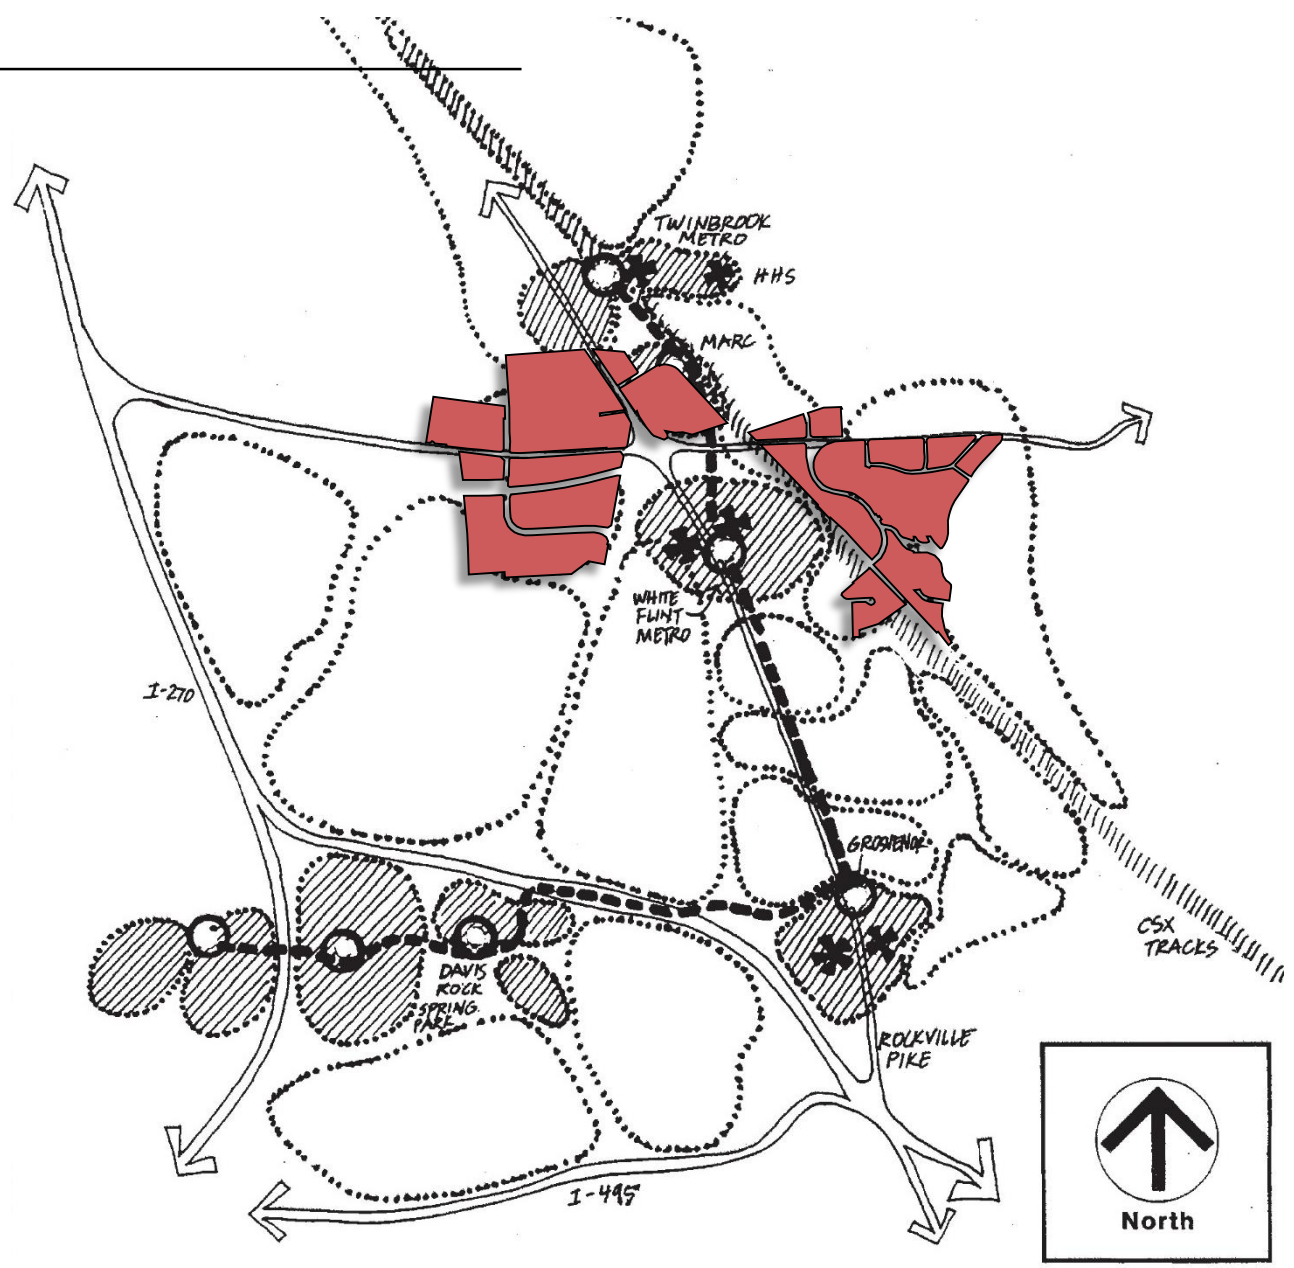 TWINBROOK
METRO
HHS
MARC
WHITE
FLINT
METRO
I-270
GROSVENOR
CSX
TRACKS
DAVIS
ROCK
SPRING
PARK
ROCKVILLE
PIKE
I-495
North